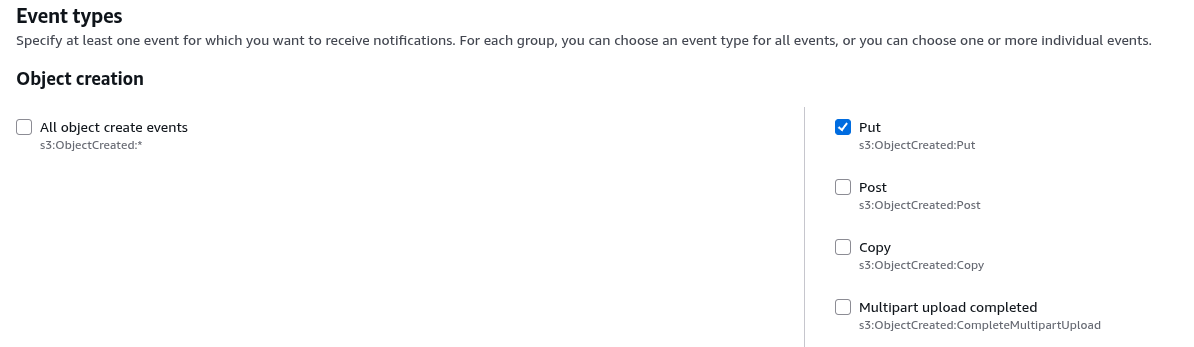 Event types
Specify at least one event for which you want to receive notifications. For each group, you can choose an event type for all events, or you can choose one or more individual events.
Object creation
All object create events
s3:ObjectCreated:*
Put
s3:ObjectCreated:Put
Post
s3:ObjectCreated:Post
Copy
s3:ObjectCreated:Copy
Multipart upload completed
s3:ObjectCreated:CompleteMultipartUpload